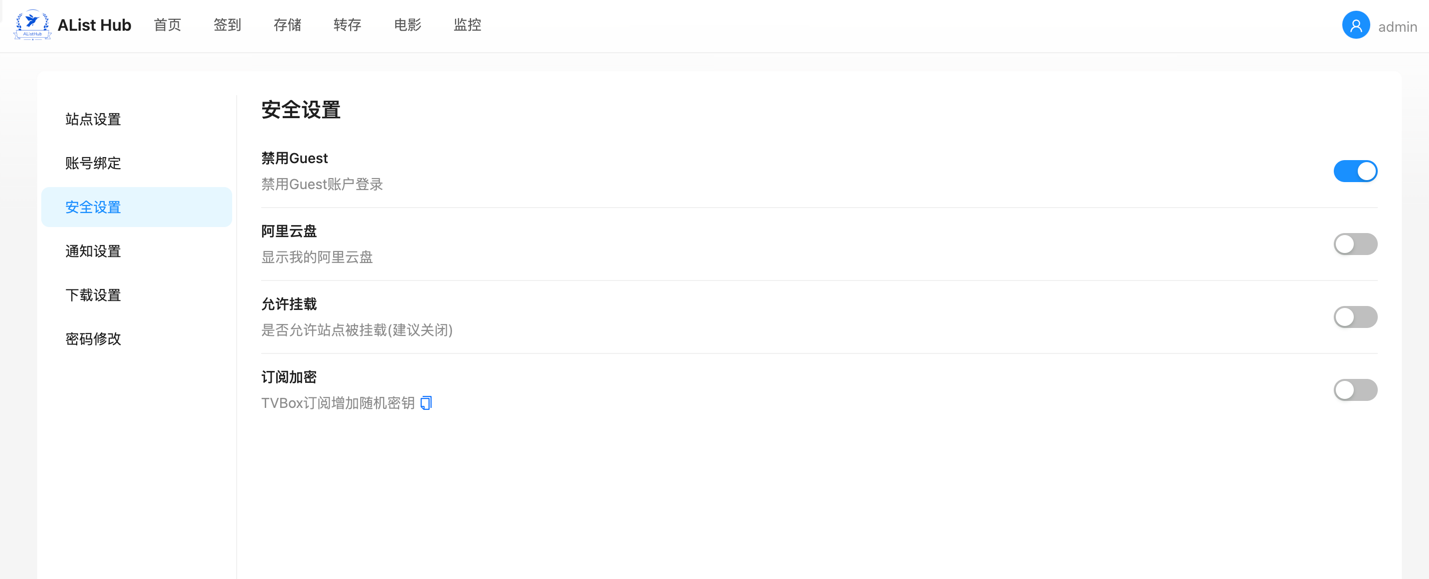 AList Hub 首页 签到 存储 转存 电影 监控 admin
站点设置
账号绑定
安全设置
通知设置
下载设置
密码修改
安全设置
禁用Guest
禁用Guest账户登录
阿里云盘
显示我的阿里云盘
允许挂载
是否允许站点被挂载(建议关闭)
订阅加密
TVBox订阅增加随机密钥